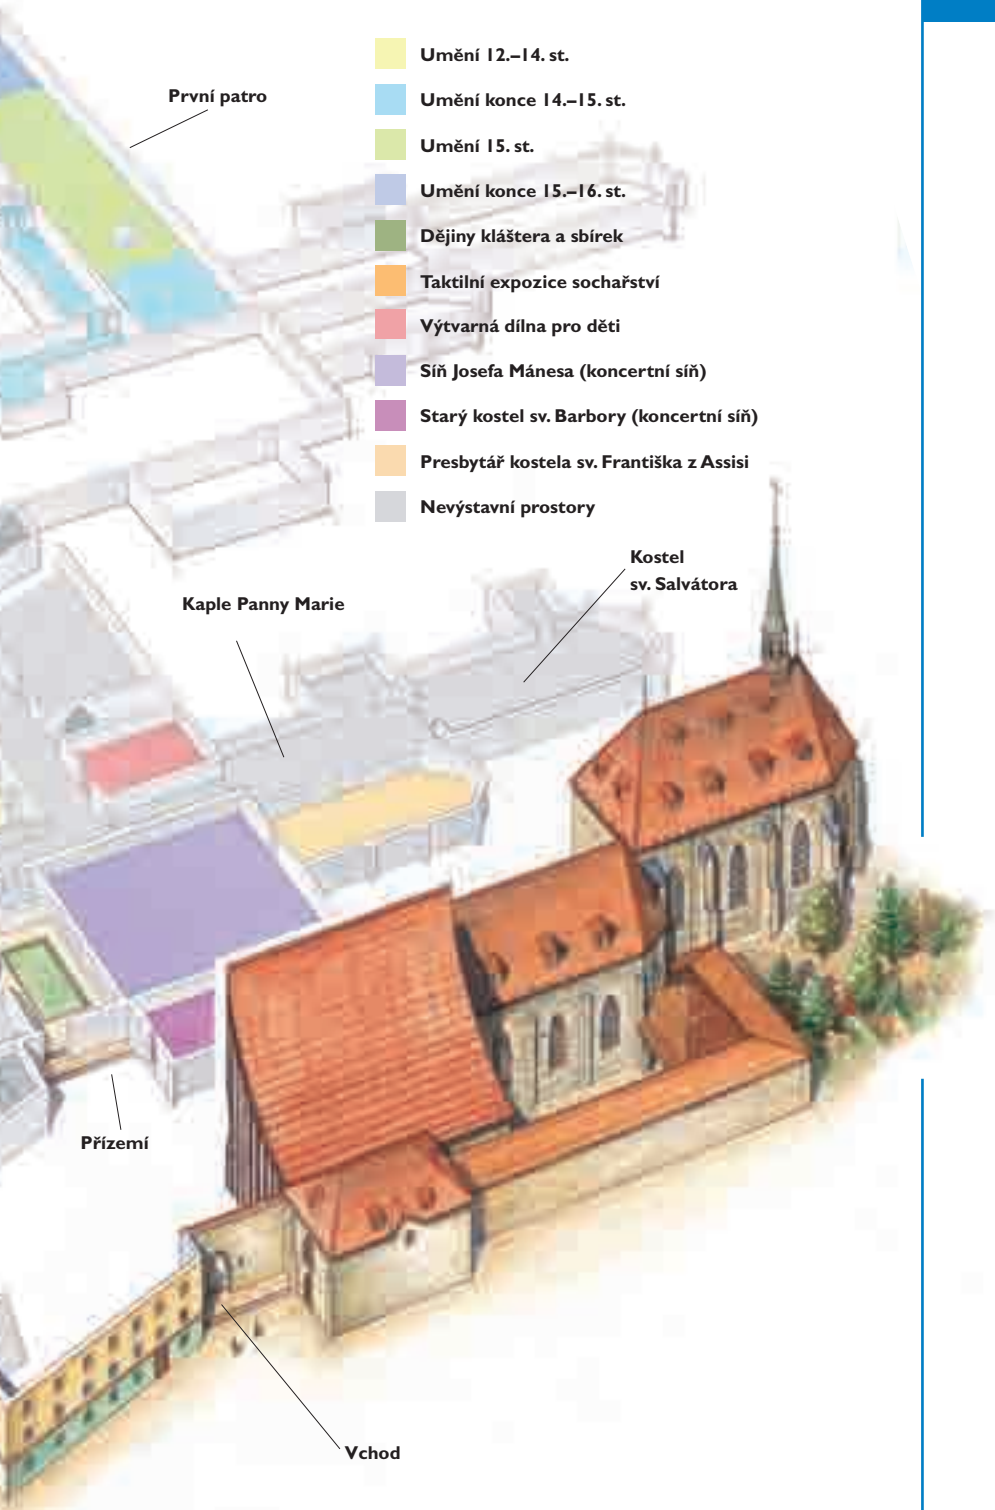 Umění 12.–14. st.
První patro
Umění konce 14.–15. st.
Umění 15. st.
Umění konce 15.–16. st.
Dějiny kláštera a sbírek
Taktilní expozice sochařství
Výtvarná dílna pro děti
Síň Josefa Mánesa (koncertní síň)
Starý kostel sv. Barbory (koncertní síň)
Presbytář kostela sv. Františka z Assisi
Nevýstavní prostory
Kostel
sv. Salvátora
Kaple Panny Marie
Přízemí
Vchod